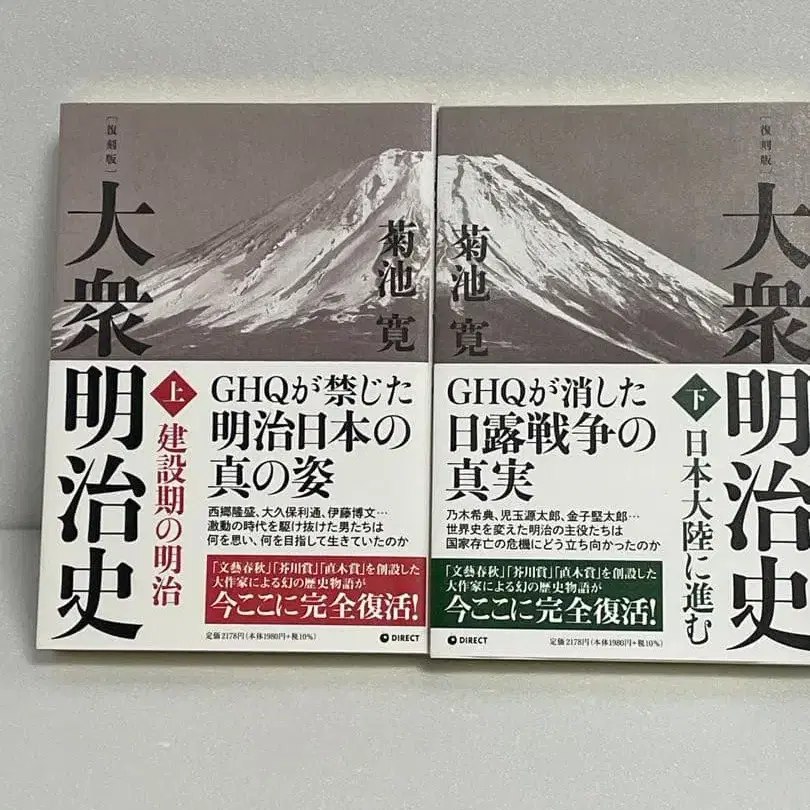 [復刻版]
大衆明治史
菊池 寛
上
建設期の明治
GHQが禁じた
明治日本の
真の姿
西郷隆盛、大久保利通、伊藤博文…
激動の時代を駆け抜けた男たちは
何を思い、何を目指して生きていたのか
「文藝春秋」「芥川賞」「直木賞」を創設した
大作家による幻の歴史物語が
今ここに完全復活!
定価2178円(本体1980円+税10%)
DIRECT
[復刻版]
大衆明治史
菊池 寛
下
日本大陸に進む
GHQが消した
日露戦争の
真実
乃木希典、児玉源太郎、金子堅太郎…
世界史を変えた明治の主役たちは
国家存亡の危機にどう立ち向かったのか
「文藝春秋」「芥川賞」「直木賞」を創設した
大作家による幻の歴史物語が
今ここに完全復活!
定価2178円(本体1980円+税10%)
DIRECT